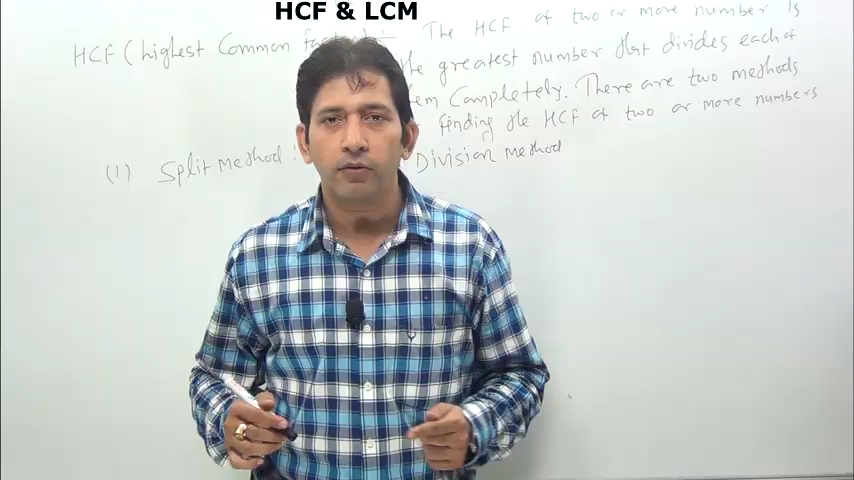 HCF & LCM
HCF (highest Common factor):- The HCF of two or more number is
the greatest number that divides each of
them Completely. There are two methods
finding the HCF of two or more numbers
(1) Split method : Division method